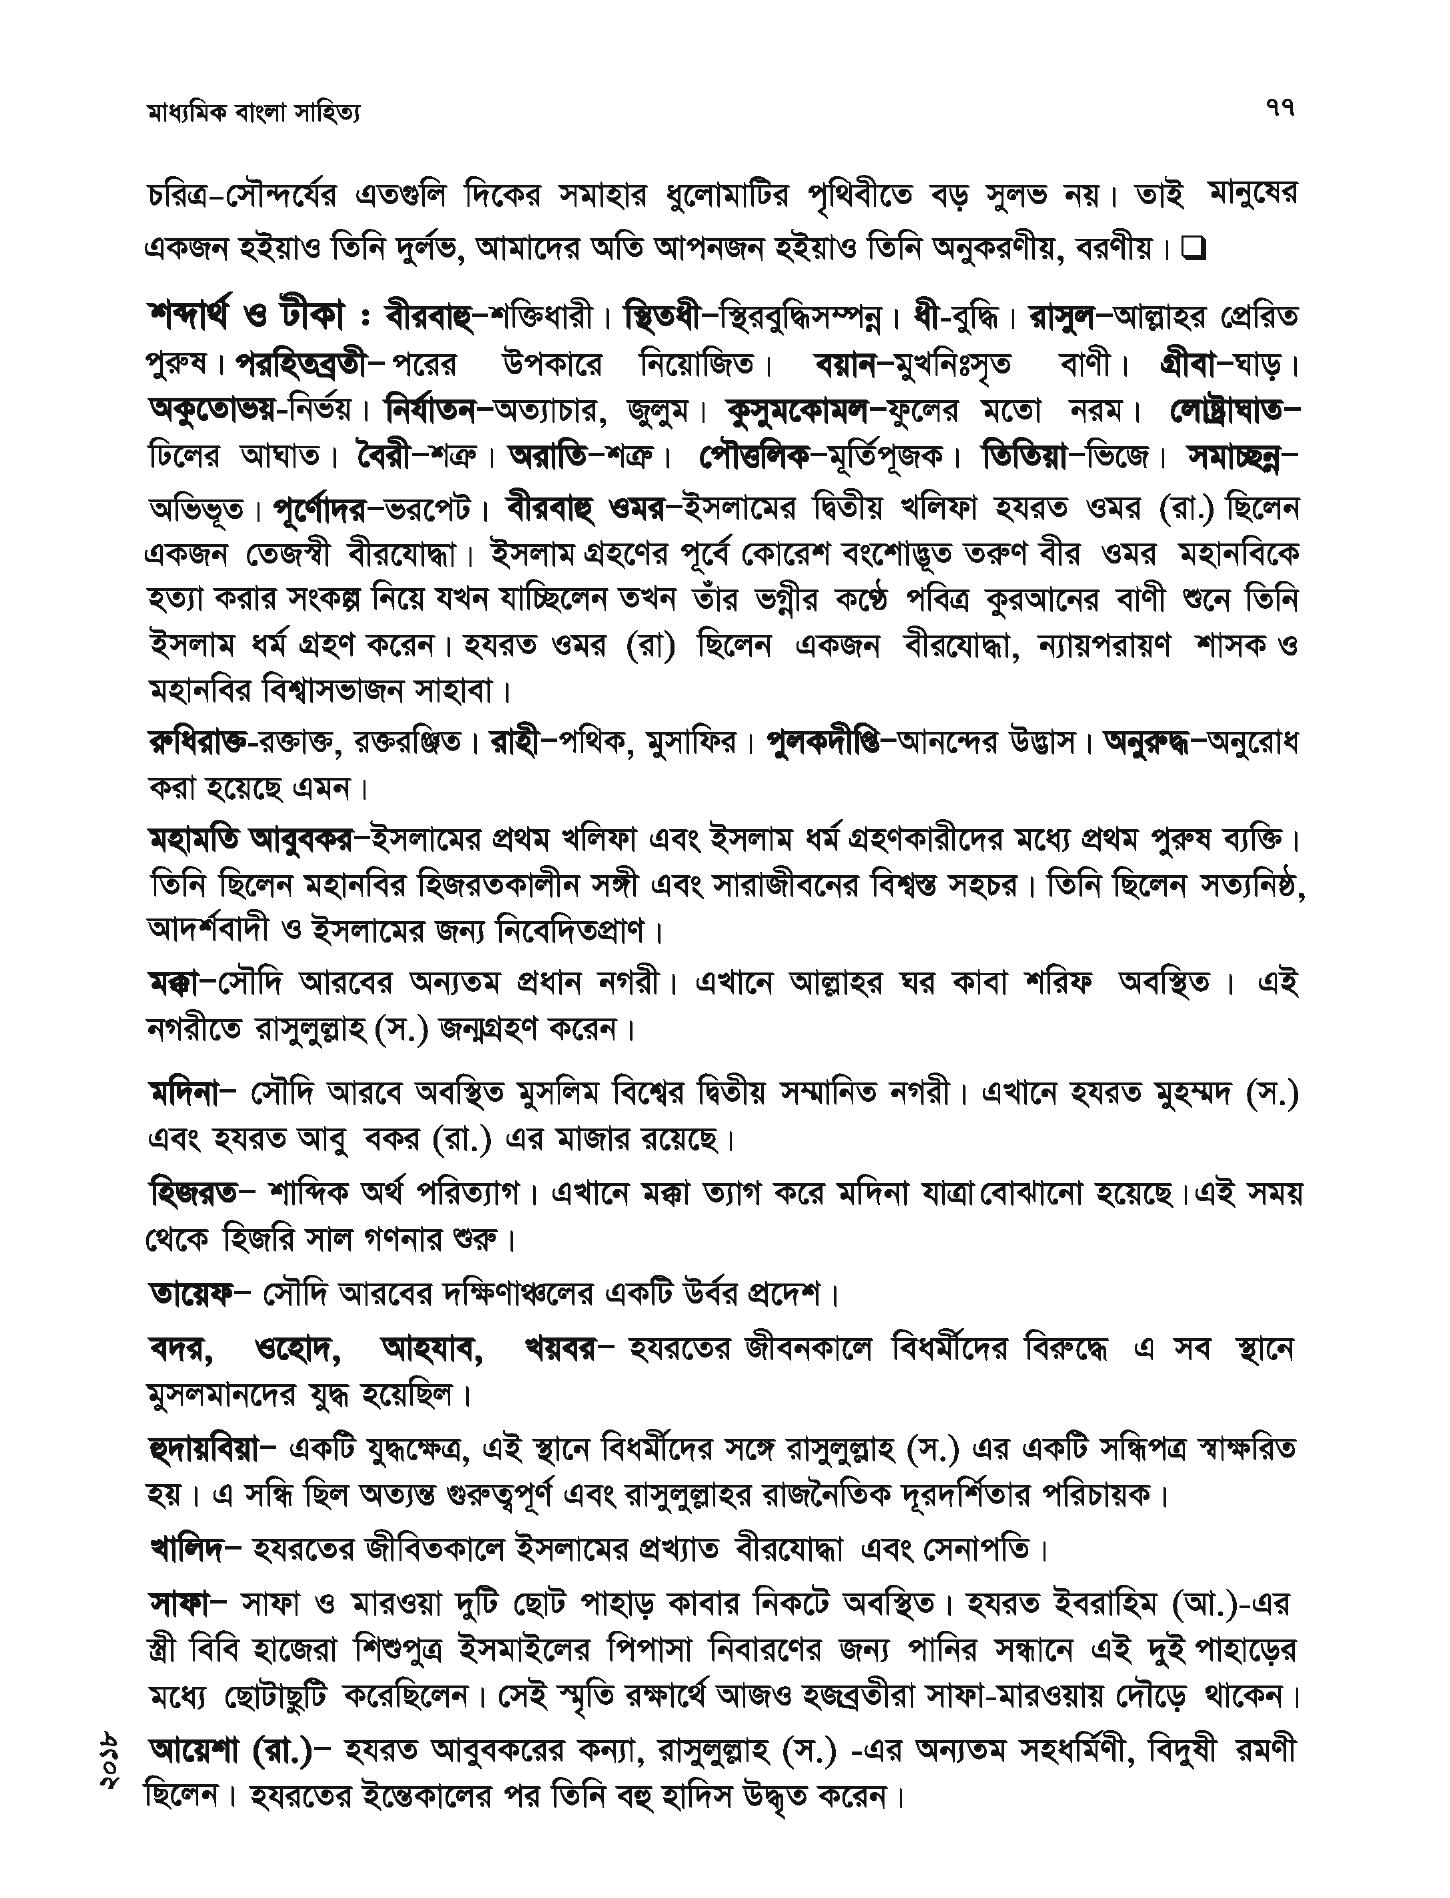 মাধ্যমিক বাংলা সাহিত্য ৭৭
চরিত্র-সৌন্দর্যের এতগুলি দিকের সমাহার ধুলোমাটির পৃথিবীতে বড় সুলভ নয়। তাই মানুষের
একজন হইয়াও তিনি দুর্লভ, আমাদের অতি আপনজন হইয়াও তিনি অনুকরণীয়, বরণীয়। ❑
শব্দার্থ ও টীকা : বীরবাহু–শক্তিধারী। স্থিতধী–স্থিরবুদ্ধিসম্পন্ন। ধী-বুদ্ধি। রাসুল–আল্লাহর প্রেরিত
পুরুষ। পরহিতব্রতী– পরের উপকারে নিয়োজিত। বয়ান–মুখনিঃসৃত বাণী। গ্রীবা–ঘাড়।
অকুতোভয়-নির্ভয়। নির্যাতন–অত্যাচার, জুলুম। কুসুমকোমল–ফুলের মতো নরম। লোষ্ট্রাঘাত–
ঢিলের আঘাত। বৈরী–শত্রু। অরাতি–শত্রু। পৌত্তলিক–মূর্তিপূজক। তিতিয়া–ভিজে। সমাচ্ছন্ন–
অভিভূত। পূর্ণোদর–ভরপেট। বীরবাহু ওমর–ইসলামের দ্বিতীয় খলিফা হযরত ওমর (রা.) ছিলেন
একজন তেজস্বী বীরযোদ্ধা। ইসলাম গ্রহণের পূর্বে কোরেশ বংশোদ্ভূত তরুণ বীর ওমর মহানবিকে
হত্যা করার সংকল্প নিয়ে যখন যাচ্ছিলেন তখন তাঁর ভগ্নীর কণ্ঠে পবিত্র কুরআনের বাণী শুনে তিনি
ইসলাম ধর্ম গ্রহণ করেন। হযরত ওমর (রা) ছিলেন একজন বীরযোদ্ধা, ন্যায়পরায়ণ শাসক ও
মহানবির বিশ্বাসভাজন সাহাবা।
রুধিরাক্ত-রক্তাক্ত, রক্তরঞ্জিত। রাহী–পথিক, মুসাফির। পুলকদীপ্তি–আনন্দের উদ্ভাস। অনুরুদ্ধ–অনুরোধ
করা হয়েছে এমন।
মহামতি আবুবকর–ইসলামের প্রথম খলিফা এবং ইসলাম ধর্ম গ্রহণকারীদের মধ্যে প্রথম পুরুষ ব্যক্তি।
তিনি ছিলেন মহানবির হিজরতকালীন সঙ্গী এবং সারাজীবনের বিশ্বস্ত সহচর। তিনি ছিলেন সত্যনিষ্ঠ,
আদর্শবাদী ও ইসলামের জন্য নিবেদিতপ্রাণ।
মক্কা–সৌদি আরবের অন্যতম প্রধান নগরী। এখানে আল্লাহর ঘর কাবা শরিফ অবস্থিত । এই
নগরীতে রাসুলুল্লাহ (স.) জন্মগ্রহণ করেন।
মদিনা– সৌদি আরবে অবস্থিত মুসলিম বিশ্বের দ্বিতীয় সম্মানিত নগরী। এখানে হযরত মুহম্মদ (স.)
এবং হযরত আবু বকর (রা.) এর মাজার রয়েছে।
হিজরত– শাব্দিক অর্থ পরিত্যাগ। এখানে মক্কা ত্যাগ করে মদিনা যাত্রা বোঝানো হয়েছে। এই সময়
থেকে হিজরি সাল গণনার শুরু।
তায়েফ– সৌদি আরবের দক্ষিণাঞ্চলের একটি উর্বর প্রদেশ।
বদর, ওহোদ, আহযাব, খয়বর– হযরতের জীবনকালে বিধর্মীদের বিরুদ্ধে এ সব স্থানে
মুসলমানদের যুদ্ধ হয়েছিল।
হুদায়বিয়া– একটি যুদ্ধক্ষেত্র, এই স্থানে বিধর্মীদের সঙ্গে রাসুলুল্লাহ (স.) এর একটি সন্ধিপত্র স্বাক্ষরিত
হয়। এ সন্ধি ছিল অত্যন্ত গুরুত্বপূর্ণ এবং রাসুলুল্লাহর রাজনৈতিক দূরদর্শিতার পরিচায়ক।
খালিদ– হযরতের জীবিতকালে ইসলামের প্রখ্যাত বীরযোদ্ধা এবং সেনাপতি।
সাফা– সাফা ও মারওয়া দুটি ছোট পাহাড় কাবার নিকটে অবস্থিত। হযরত ইবরাহিম (আ.)-এর
স্ত্রী বিবি হাজেরা শিশুপুত্র ইসমাইলের পিপাসা নিবারণের জন্য পানির সন্ধানে এই দুই পাহাড়ের
মধ্যে ছোটাছুটি করেছিলেন। সেই স্মৃতি রক্ষার্থে আজও হজব্রতীরা সাফা-মারওয়ায় দৌড়ে থাকেন।
আয়েশা (রা.)– হযরত আবুবকরের কন্যা, রাসুলুল্লাহ (স.) -এর অন্যতম সহধর্মিণী, বিদুষী রমণী
ছিলেন। হযরতের ইন্তেকালের পর তিনি বহু হাদিস উদ্ধৃত করেন।
২০১৮